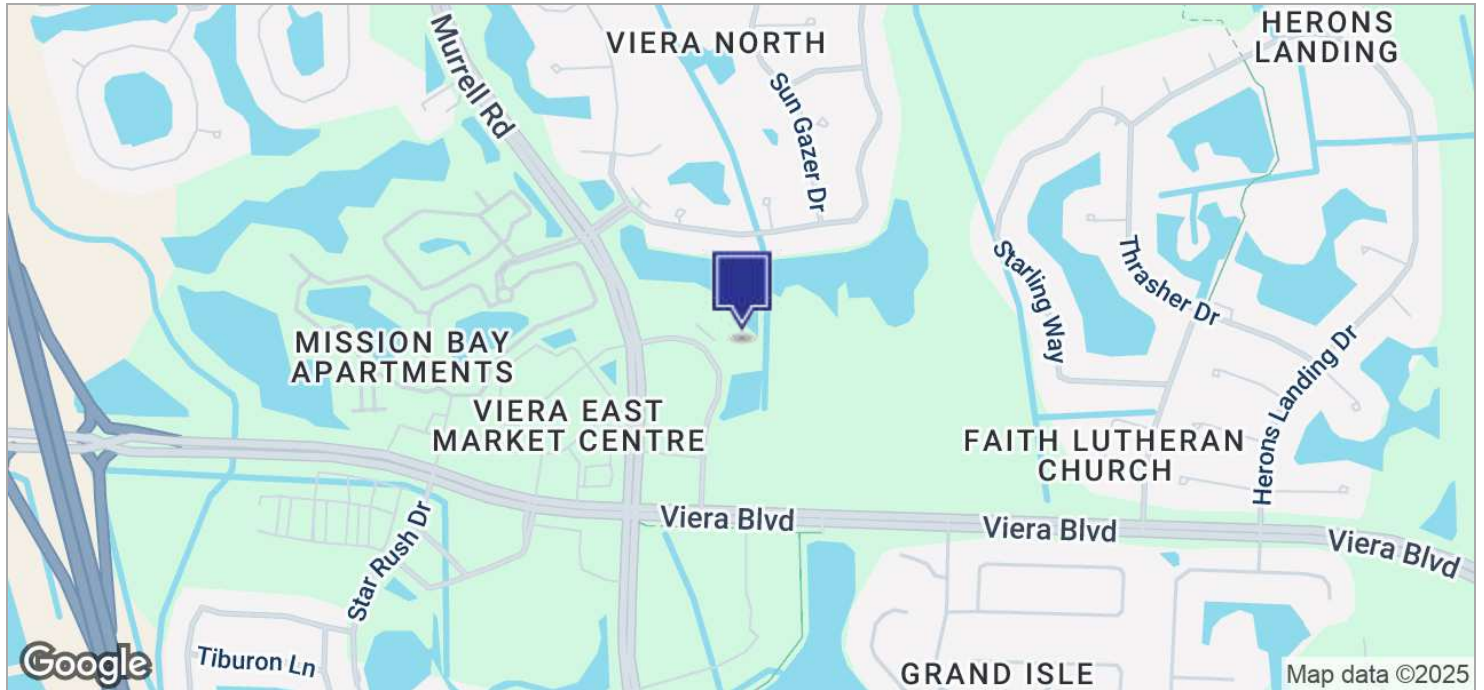 HERONS
LANDING
VIERA NORTH
Murrell Rd
Sun Gazer Dr
Starling Way
Thrasher Dr
Herons Landing Dr
MISSION BAY
APARTMENTS
VIERA EAST
MARKET CENTRE
FAITH LUTHERAN
CHURCH
Viera Blvd
Viera Blvd
Viera Blvd
Star Rush Dr
Tiburon Ln
GRAND ISLE
Google
Map data ©2025